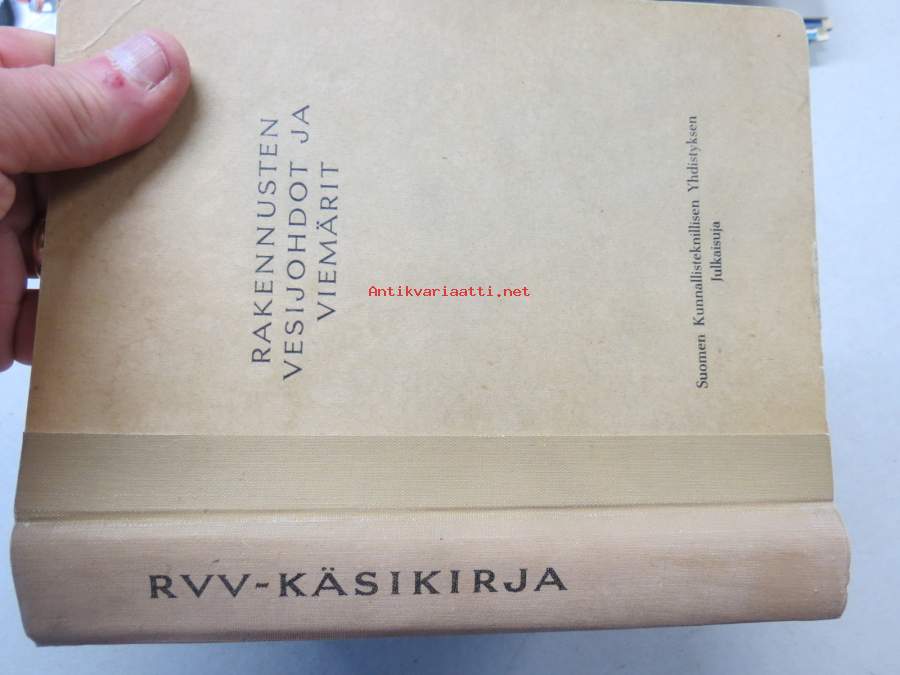 RAKENNUSTEN
VESIJOHDOT JA
VIEMÄRIT
Suomen Kunnallisteknillisen Yhdistyksen
Julkaisuja
Antikvariaatti.net
RVV-KÄSIKIRJA